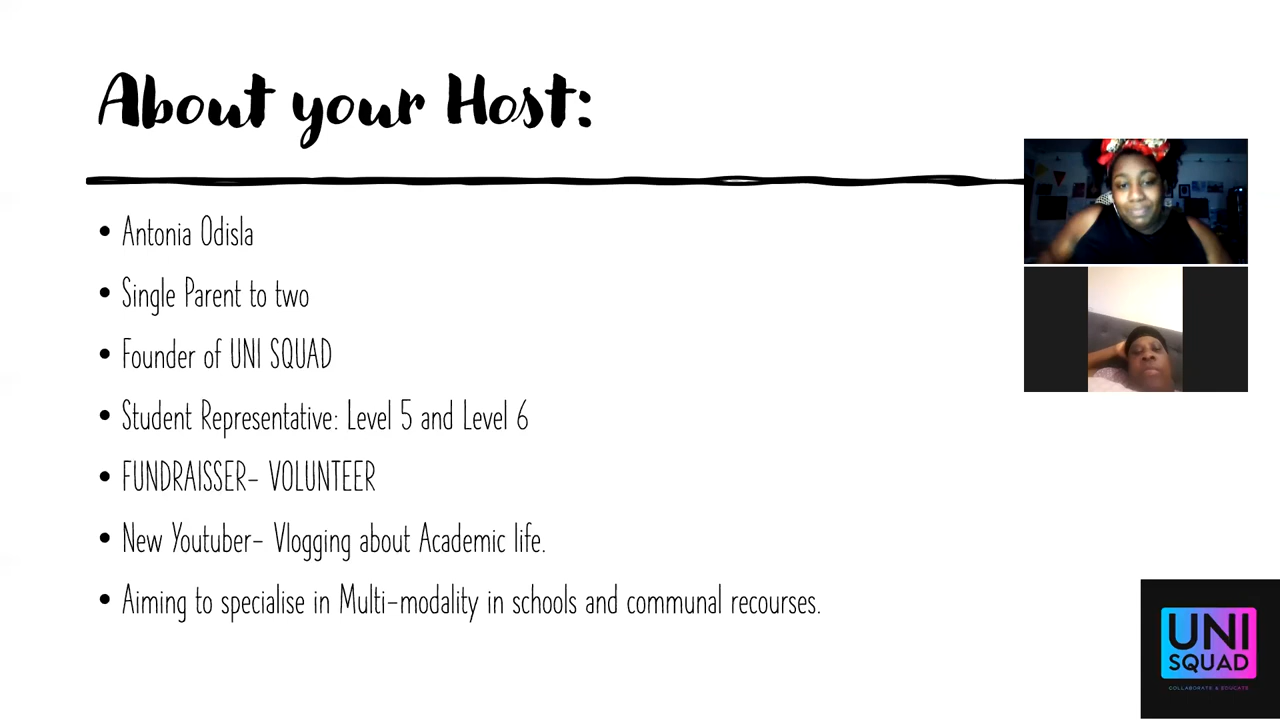 About your Host:
• Antonia Odisla
• Single Parent to two
• Founder of UNI SQUAD
• Student Representative: Level 5 and Level 6
• FUNDRAISSER- VOLUNTEER
• New Youtuber- Vlogging about Academic life.
• Aiming to specialise in Multi-modality in schools and communal recourses.
UNI
SQUAD
COLLABORATE & EDUCATE